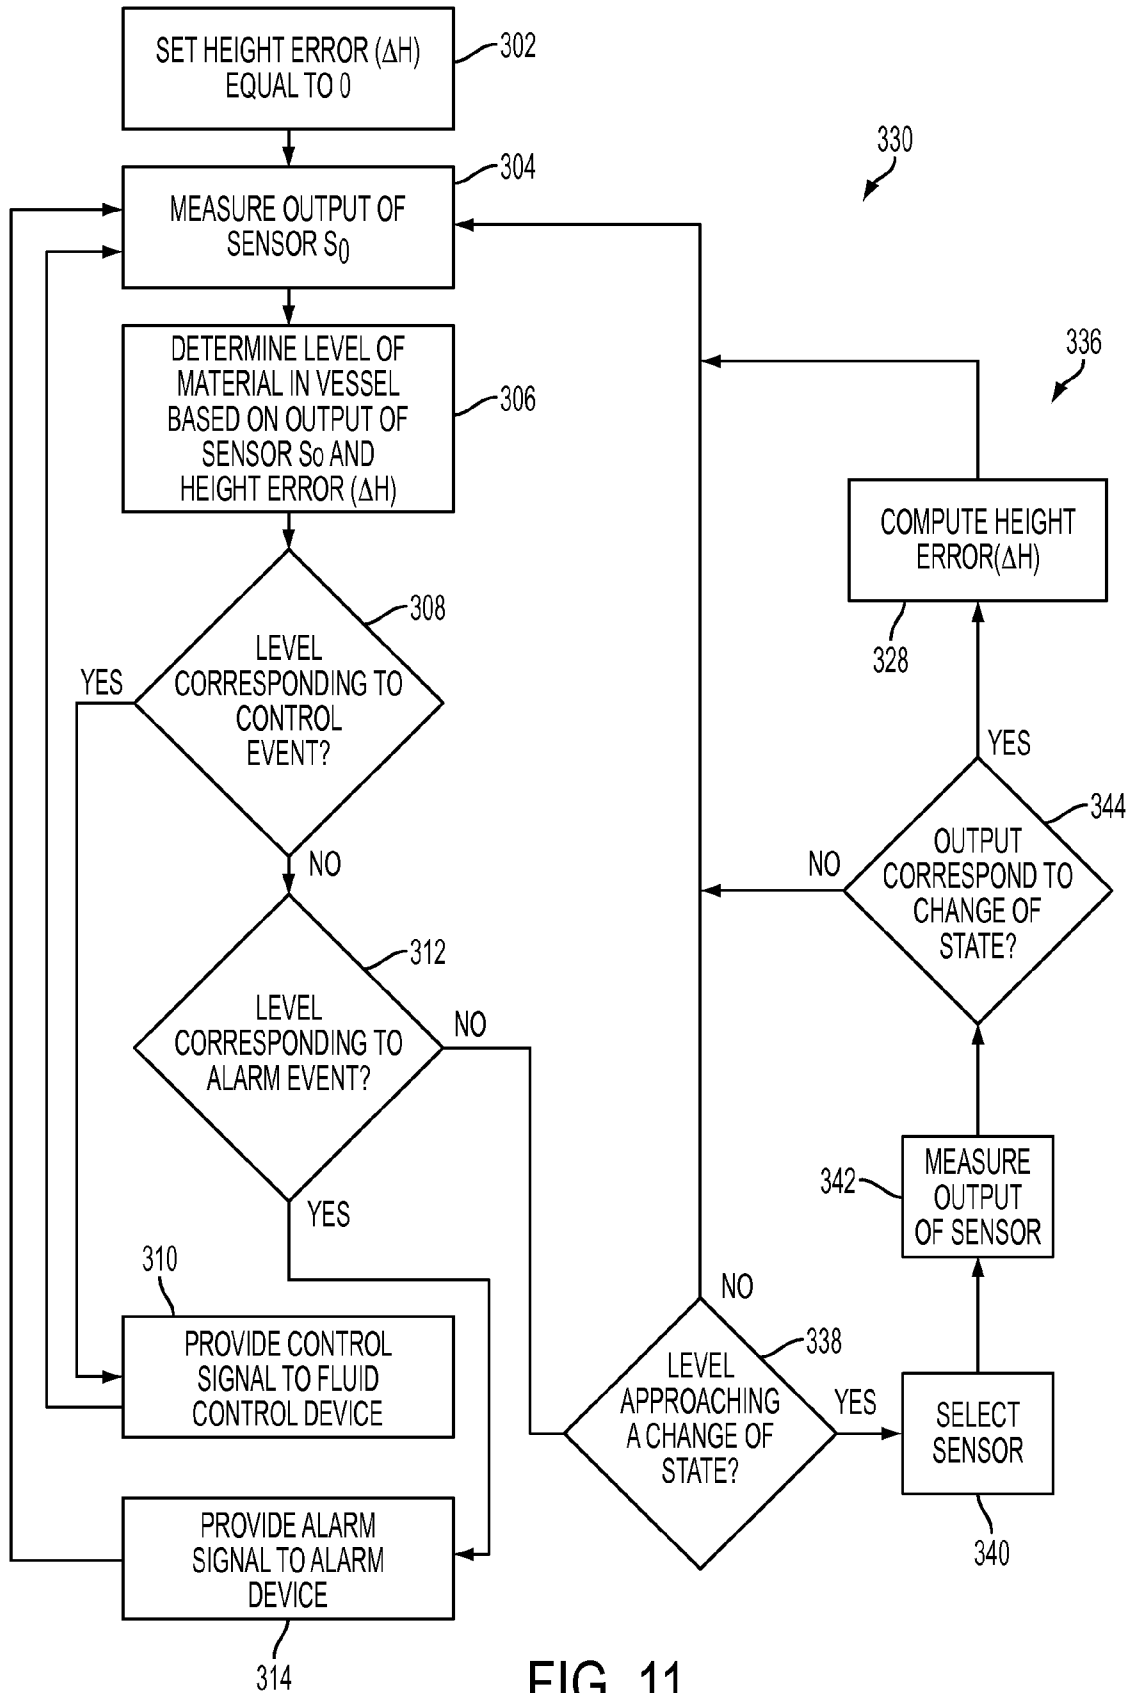 SET HEIGHT ERROR (ΔH)
EQUAL TO 0
302
MEASURE OUTPUT OF
SENSOR S0
304
330
DETERMINE LEVEL OF
MATERIAL IN VESSEL
BASED ON OUTPUT OF
SENSOR So AND
HEIGHT ERROR (ΔH)
306
336
COMPUTE HEIGHT
ERROR(ΔH)
328
LEVEL
CORRESPONDING TO
CONTROL
EVENT?
308
YES
NO
OUTPUT
CORRESPOND TO
CHANGE OF
STATE?
344
YES
NO
LEVEL
CORRESPONDING TO
ALARM EVENT?
312
NO
YES
MEASURE
OUTPUT
OF SENSOR
342
310
PROVIDE CONTROL
SIGNAL TO FLUID
CONTROL DEVICE
NO
LEVEL
APPROACHING
A CHANGE OF
STATE?
338
YES
SELECT
SENSOR
340
PROVIDE ALARM
SIGNAL TO ALARM
DEVICE
314
FIG. 11